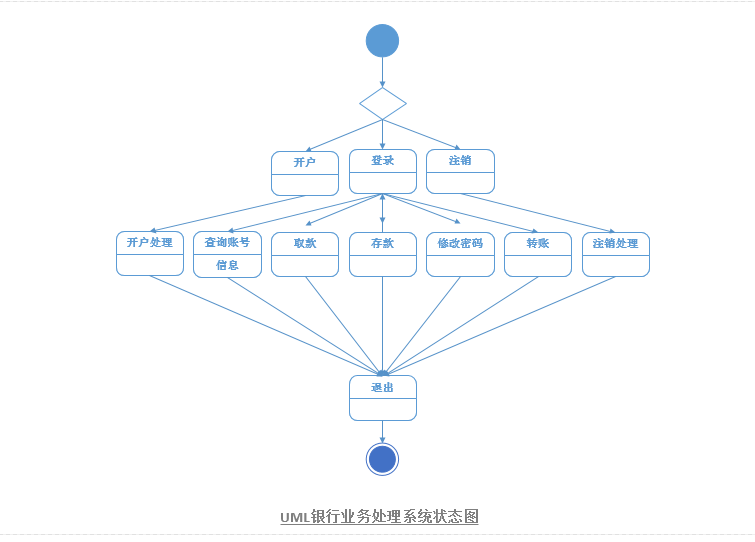 开户
登录
注销
开户处理
查询账号
信息
取款
存款
修改密码
转账
注销处理
退出
UML银行业务处理系统状态图